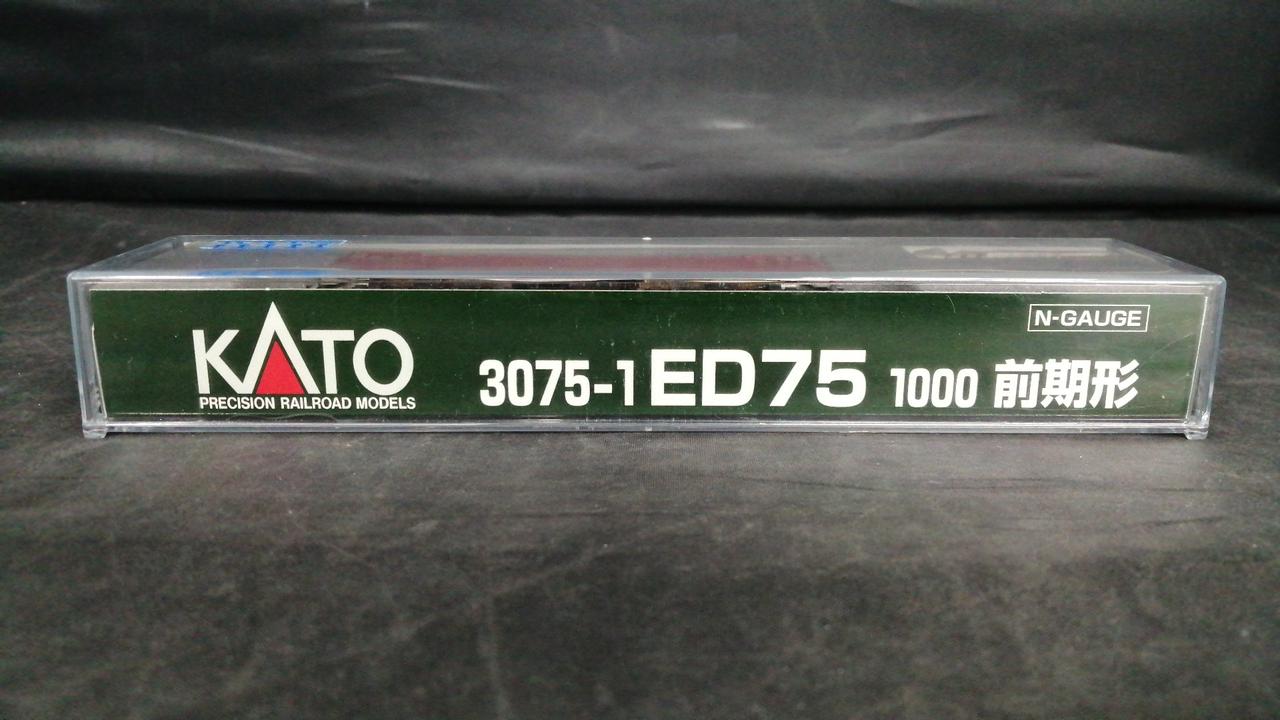 N-GAUGE
KATO
PRECISION RAILROAD MODELS
3075-1 ED75 1000 前期形